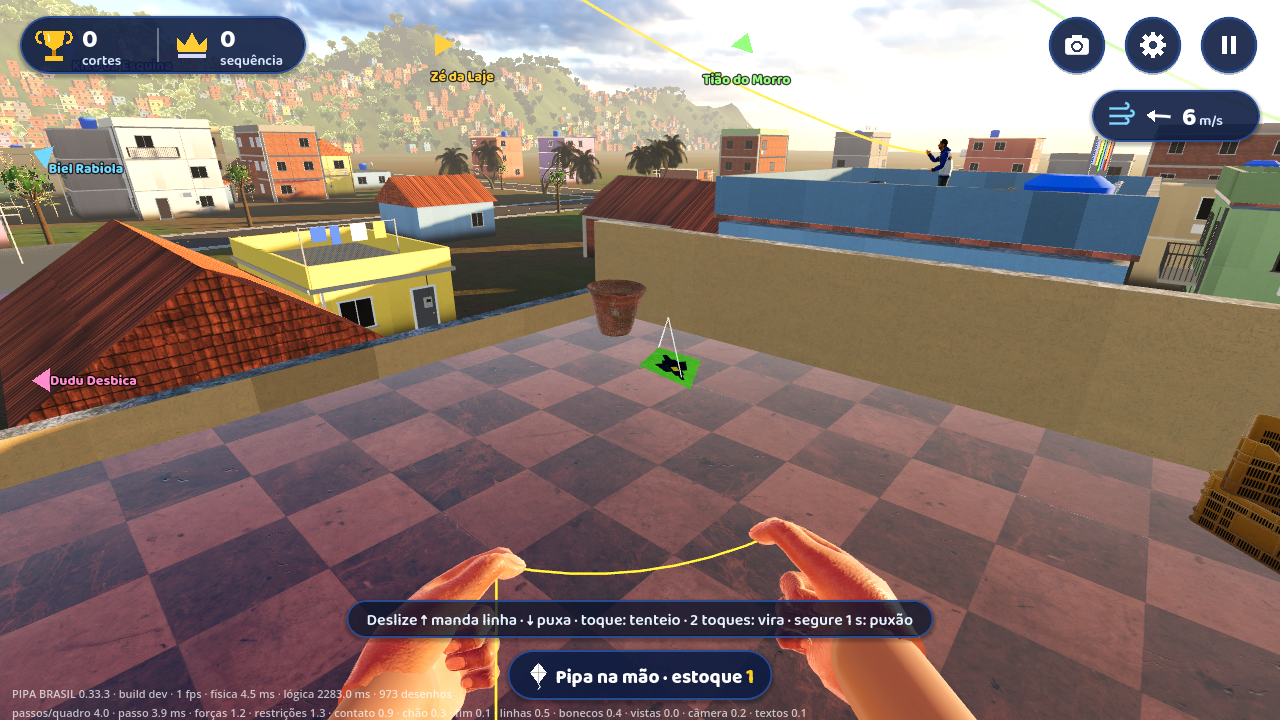 0
cortes
0
sequência
Zé da Laje
Tião do Morro
6 m/s
Biel Rabiola
Dudu Desbica
Deslize ↑ manda linha · ↓ puxa · toque: tenteio · 2 toques: vira · segure 1 s: puxão
Pipa na mão · estoque 1
PIPA BRASIL 0.33.3 · build dev · 1 fps · física 4.5 ms · lógica 2283.0 ms · 973 desenhos
passos/quadro 4.0 · passo 3.9 ms · forças 1.2 · restrições 1.3 · contato 0.9 · chão 0.3 · fim 0.1 · linhas 0.5 · bonecos 0.4 · vistas 0.0 · câmera 0.2 · textos 0.1